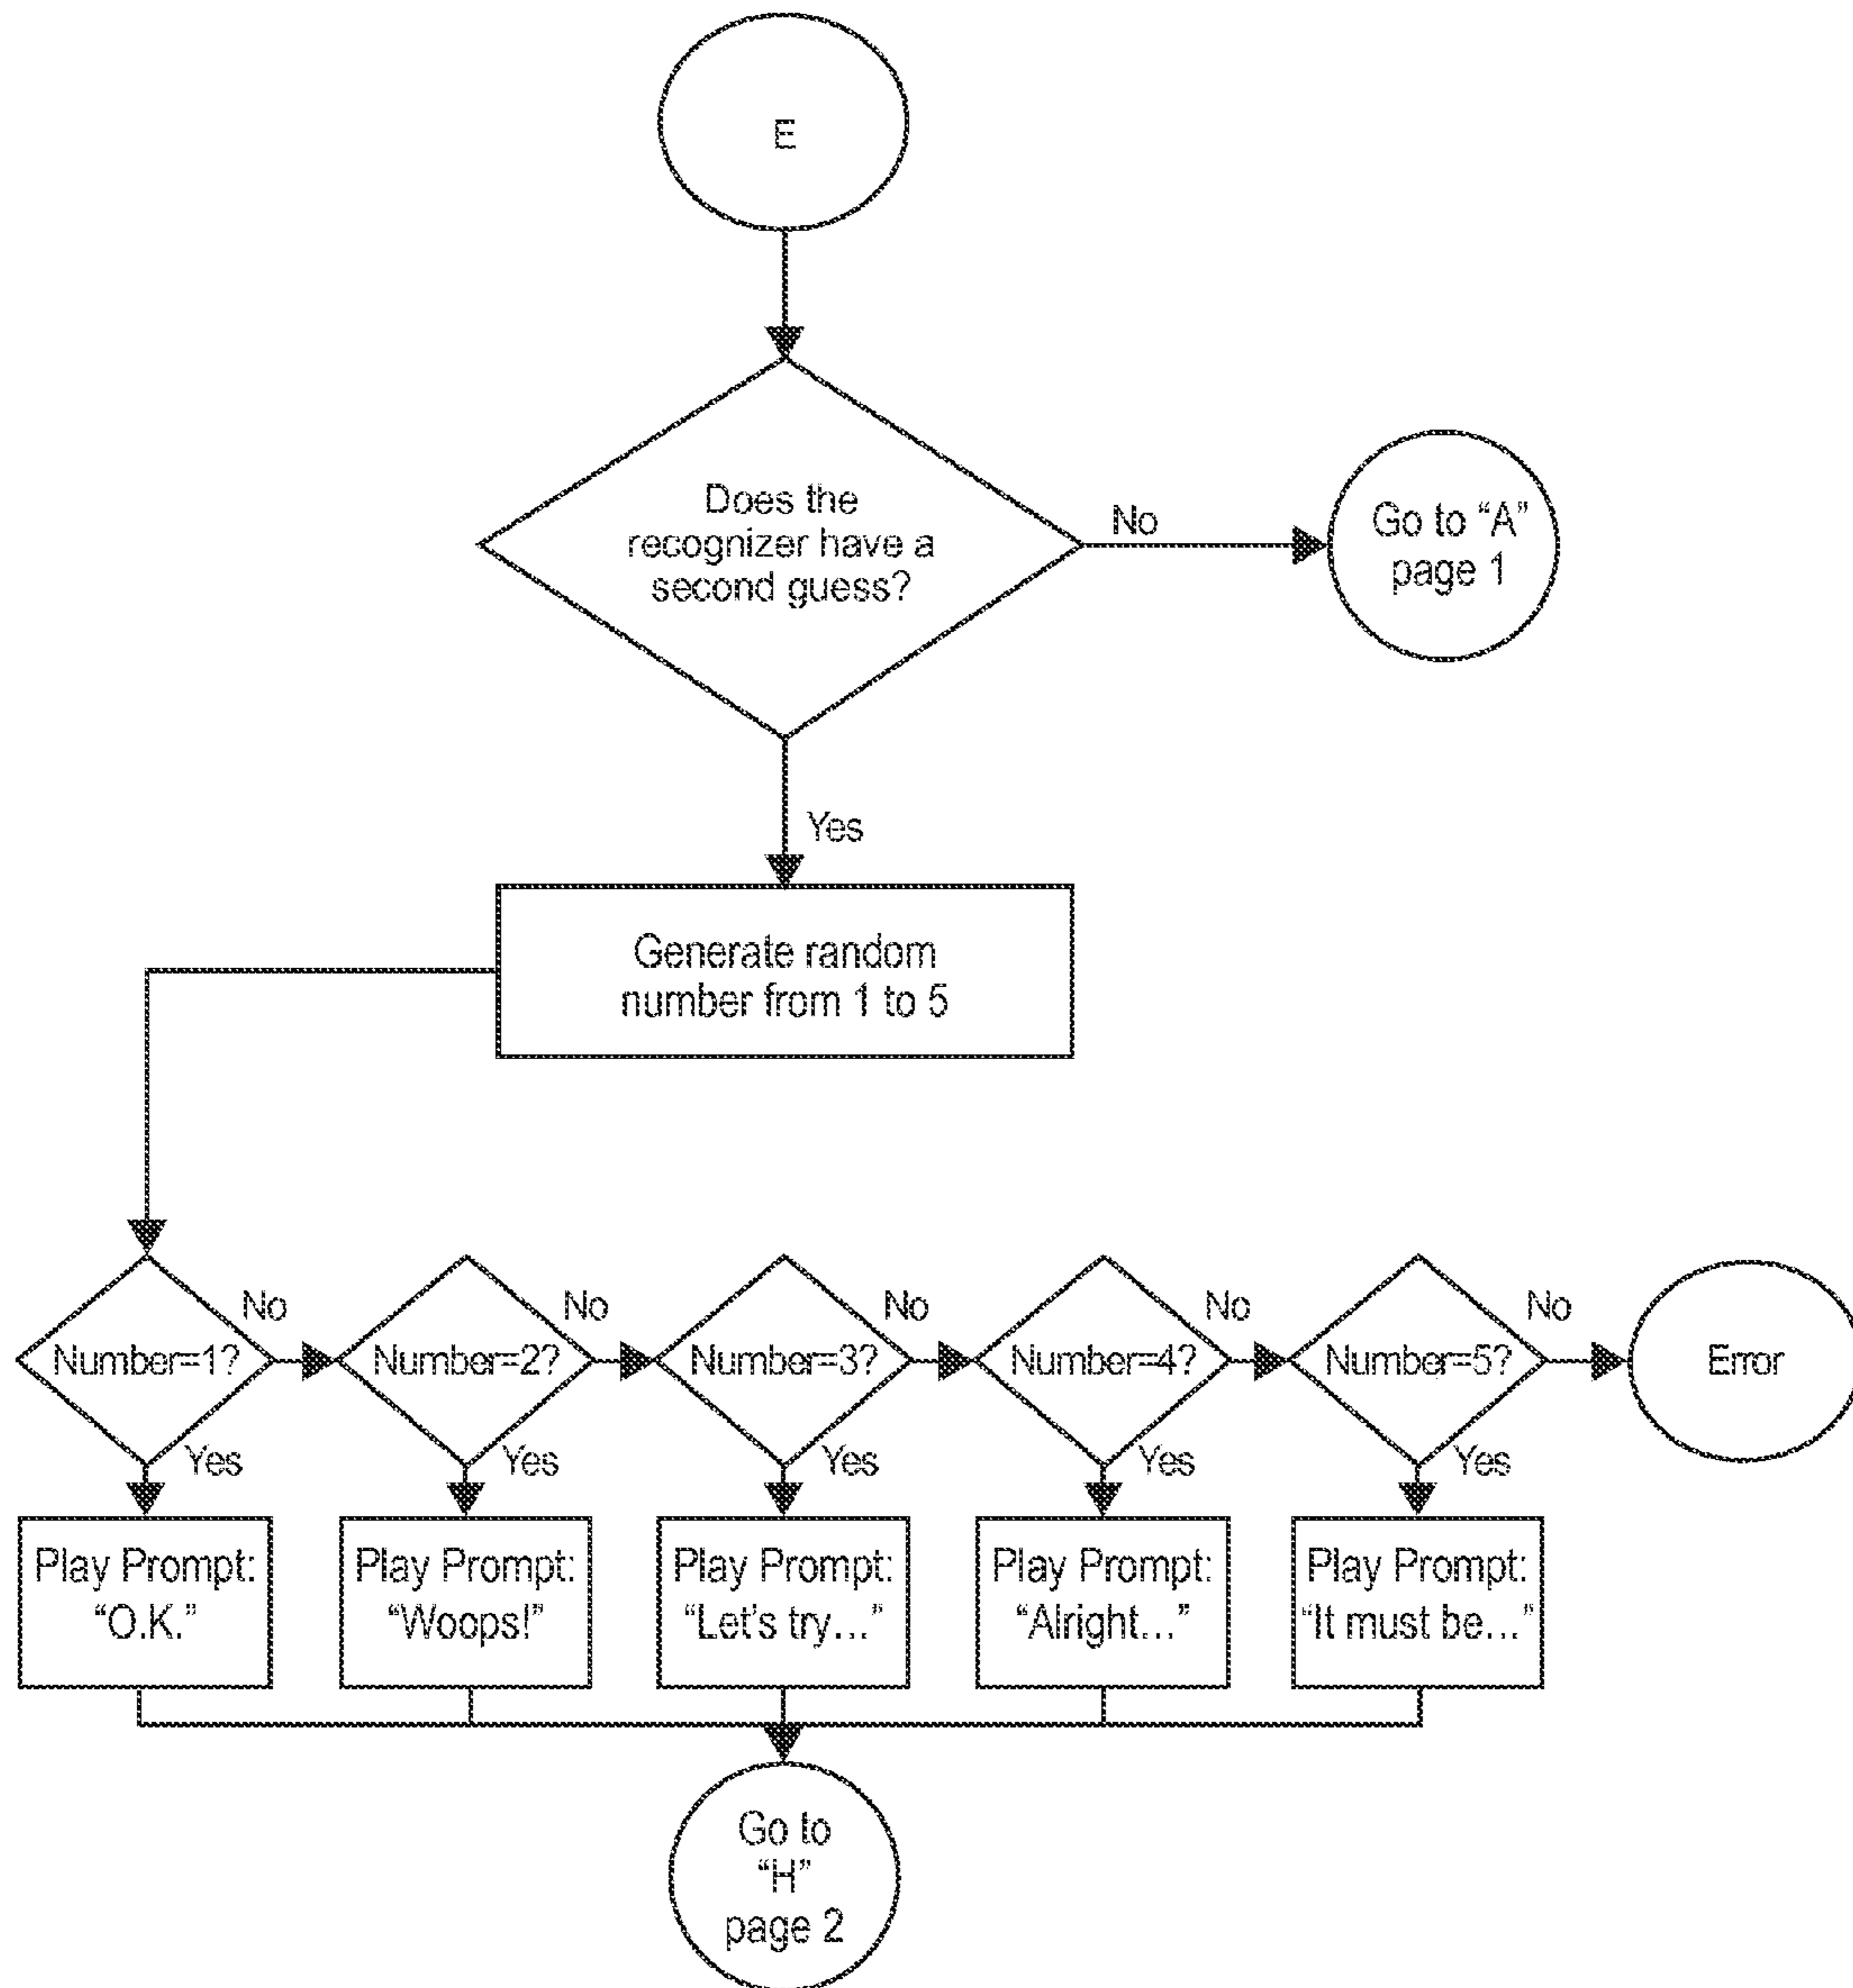 E
Does the
recognizer have a
second guess?
No
Go to “A”
page 1
Yes
Generate random
number from 1 to 5
Number=1?
No
Number=2?
No
Number=3?
No
Number=4?
No
Number=5?
No
Error
Yes
Yes
Yes
Yes
Yes
Play Prompt:
“O.K.”
Play Prompt:
“Woops!”
Play Prompt:
“Let's try...”
Play Prompt:
“Alright...”
Play Prompt:
“It must be...”
Go to
“H”
page 2